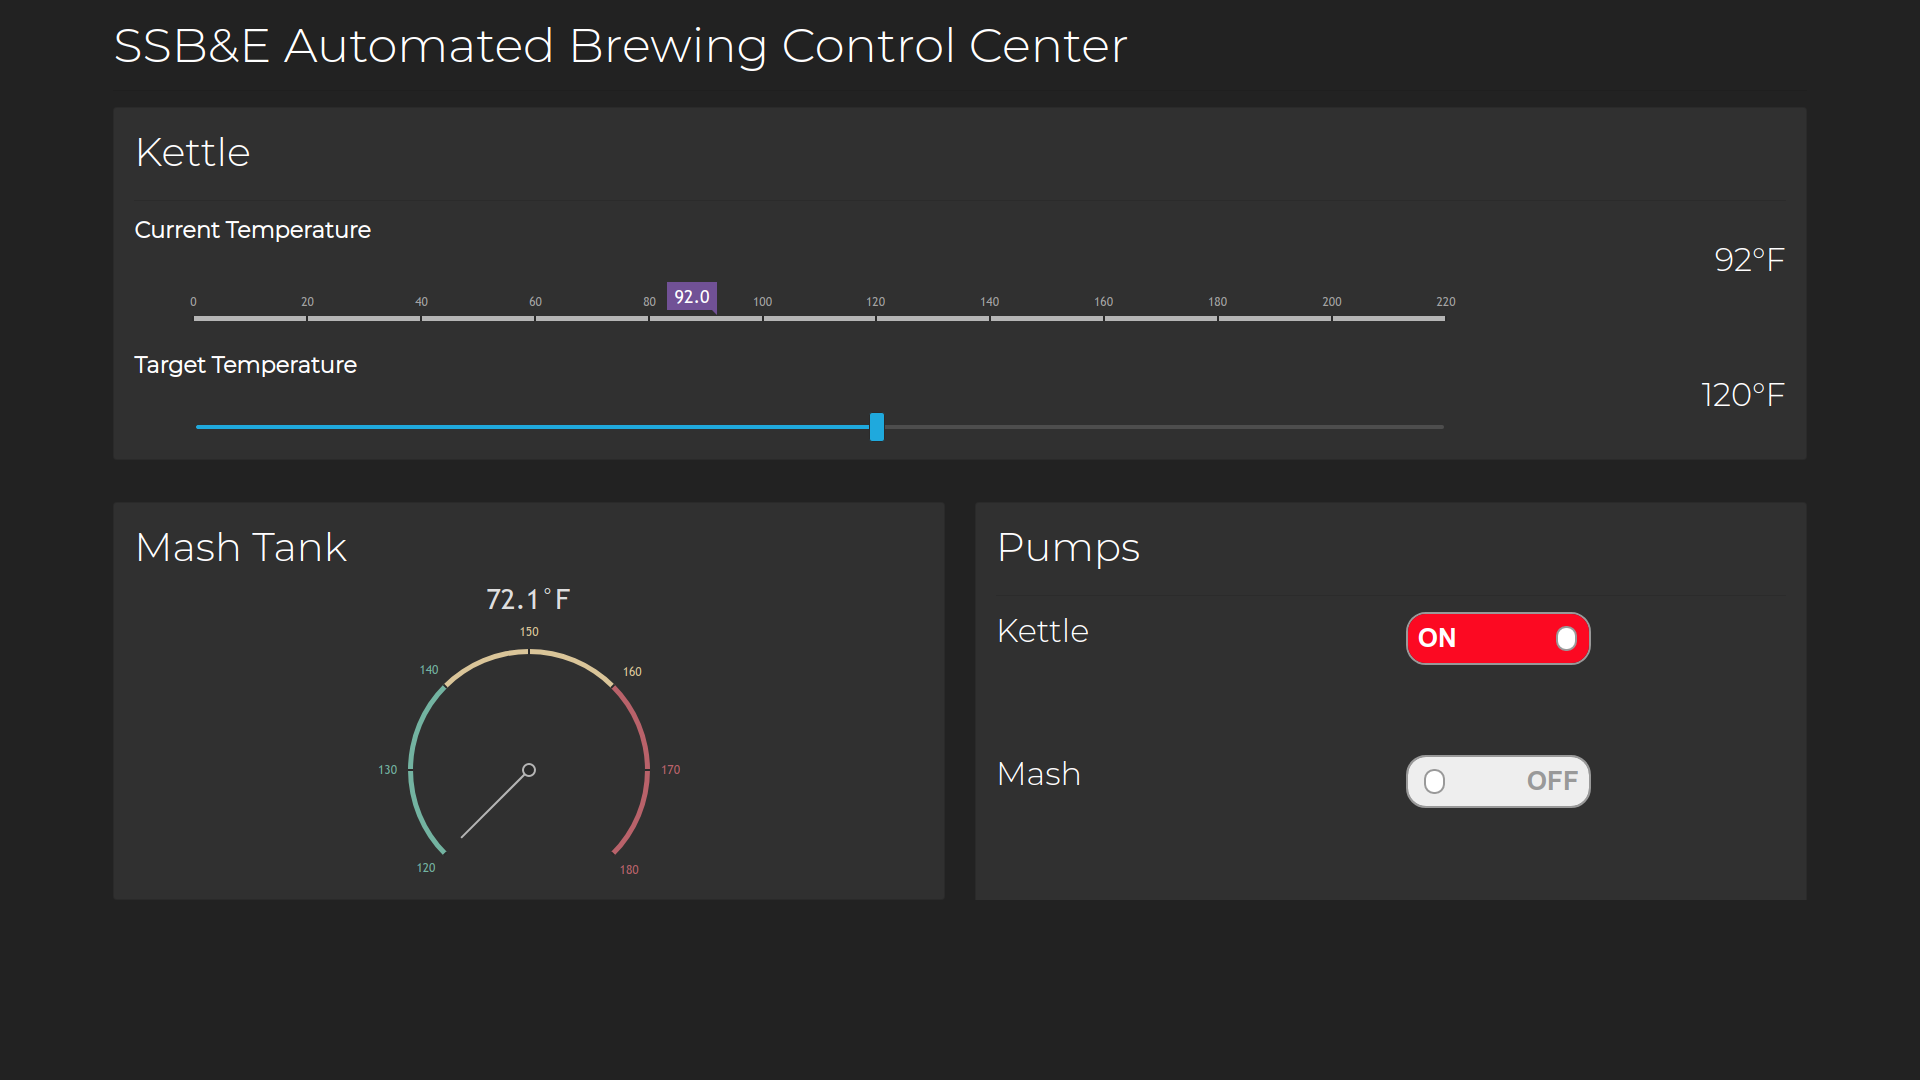 SSB&E Automated Brewing Control Center
Kettle
Current Temperature
92°F
0 20 40 60 80 92.0 100 120 140 160 180 200 220
Target Temperature
120°F
Mash Tank
72.1°F
150
140 160
130 170
120 180
Pumps
Kettle ON
Mash OFF